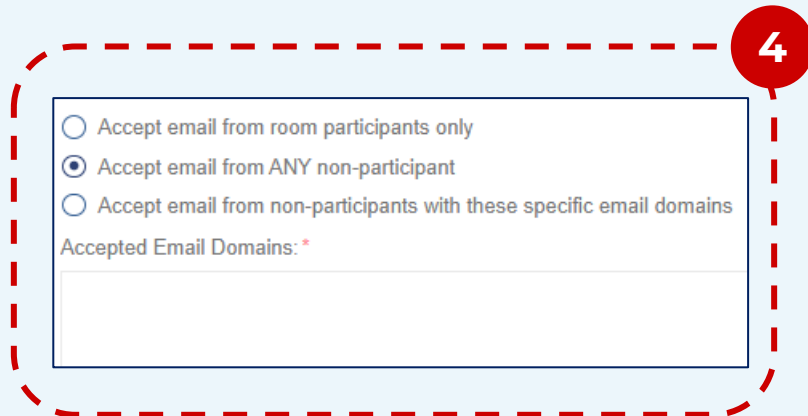 4
Accept email from room participants only
Accept email from ANY non-participant
Accept email from non-participants with these specific email domains
Accepted Email Domains: *